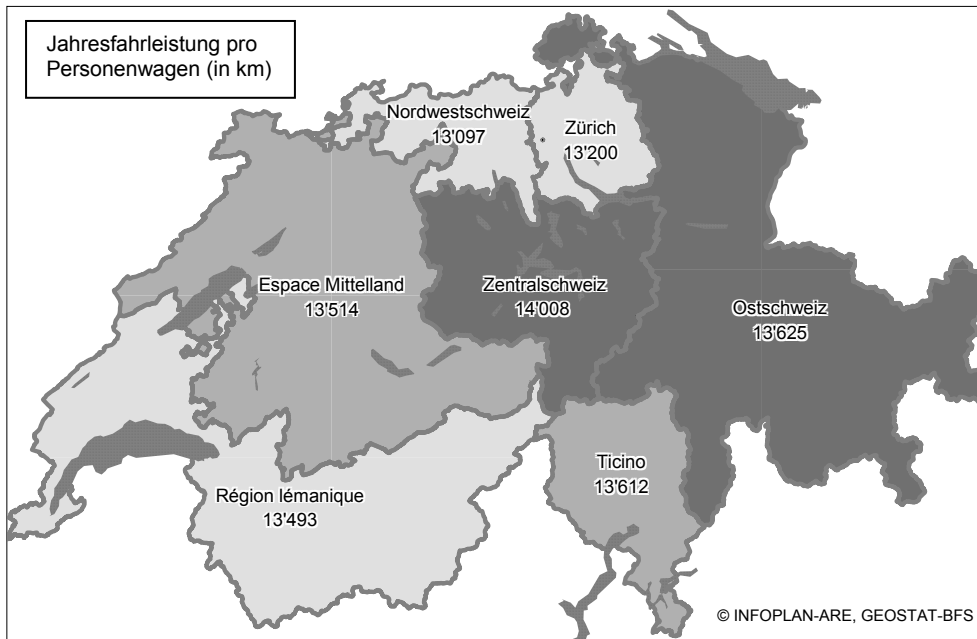 Jahresfahrleistung pro
Personenwagen (in km)
Nordwestschweiz
13'097
Zürich
13'200
Espace Mittelland
13'514
Zentralschweiz
14'008
Ostschweiz
13'625
Ticino
13'612
Région lémanique
13'493
© INFOPLAN-ARE, GEOSTAT-BFS